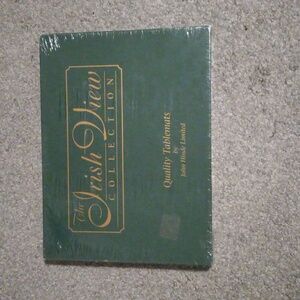 The
Irish View
COLLECTION
Quality Tablemats
by
John Hinde Limited